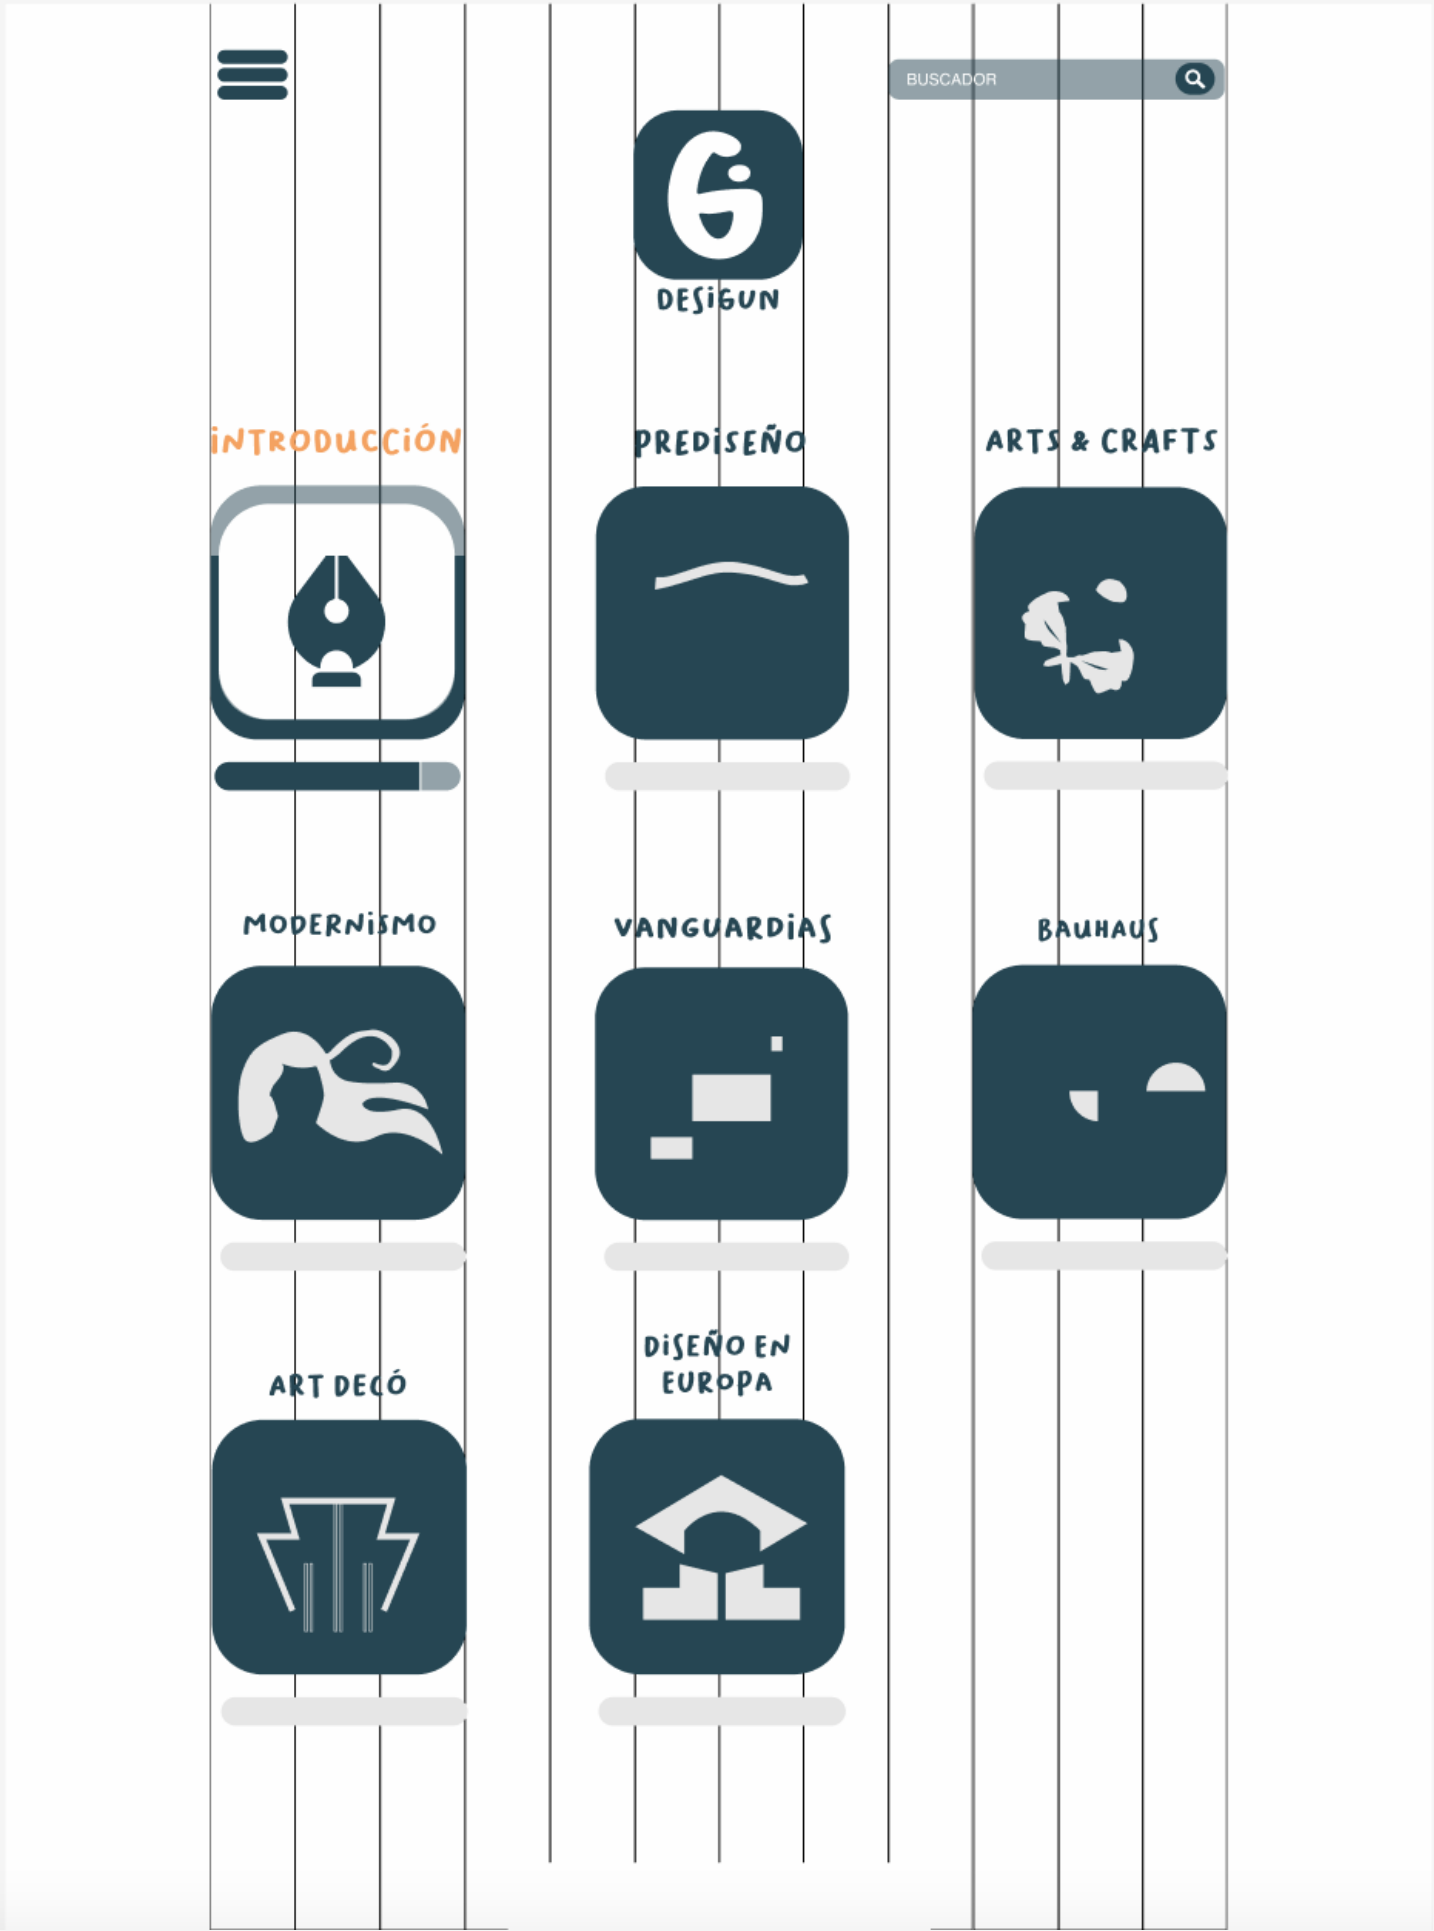 BUSCADOR
DESiGUN
iNTRODUCCiÓN
PREDiSEÑO
ARTS & CRAFTS
MODERNiSMO
VANGUARDiAS
BAUHAUS
ART DECÓ
DiSEÑO EN
EUROPA